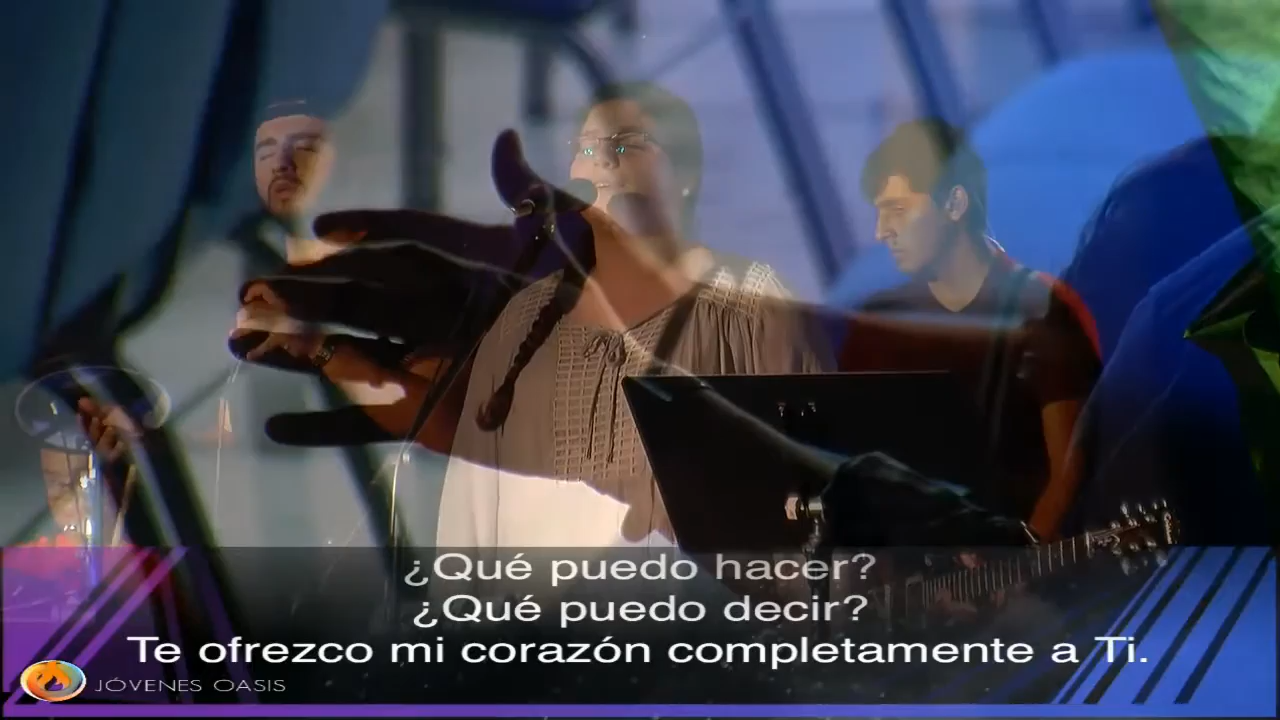 ¿Qué puedo hacer?
¿Qué puedo decir?
Te ofrezco mi corazón completamente a Ti.
JÓVENES OASIS